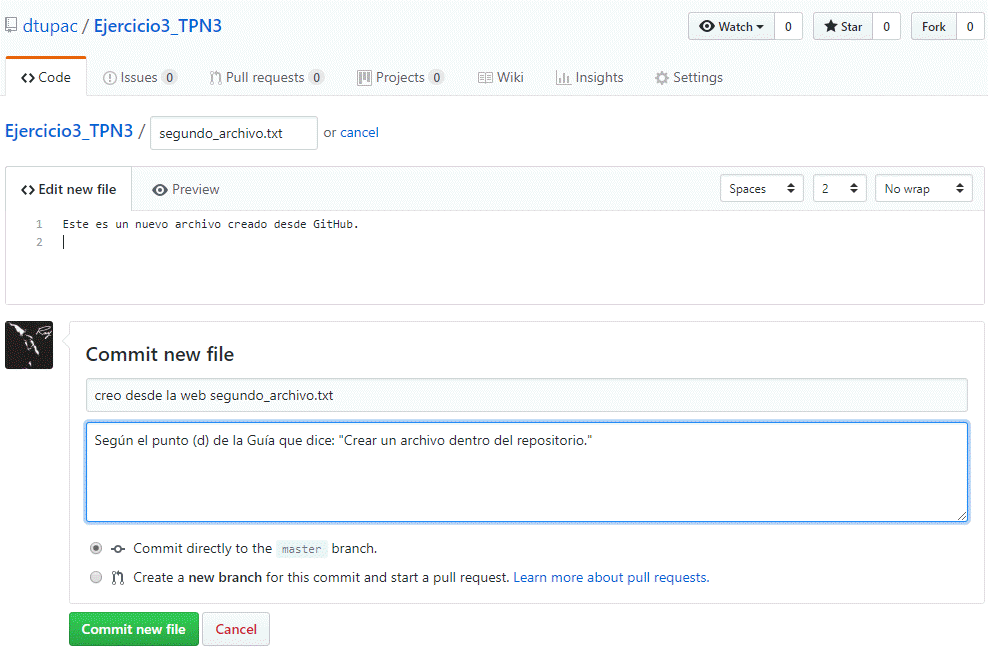 dtupac / Ejercicio3_TPN3
Watch 0 Star 0 Fork 0
Code Issues 0 Pull requests 0 Projects 0 Wiki Insights Settings
Ejercicio3_TPN3 / segundo_archivo.txt or cancel
Edit new file Preview Spaces 2 No wrap
1 Este es un nuevo archivo creado desde GitHub.
2
Commit new file
creo desde la web segundo_archivo.txt
Según el punto (d) de la Guía que dice: "Crear un archivo dentro del repositorio."
Commit directly to the master branch.
Create a new branch for this commit and start a pull request. Learn more about pull requests.
Commit new file Cancel